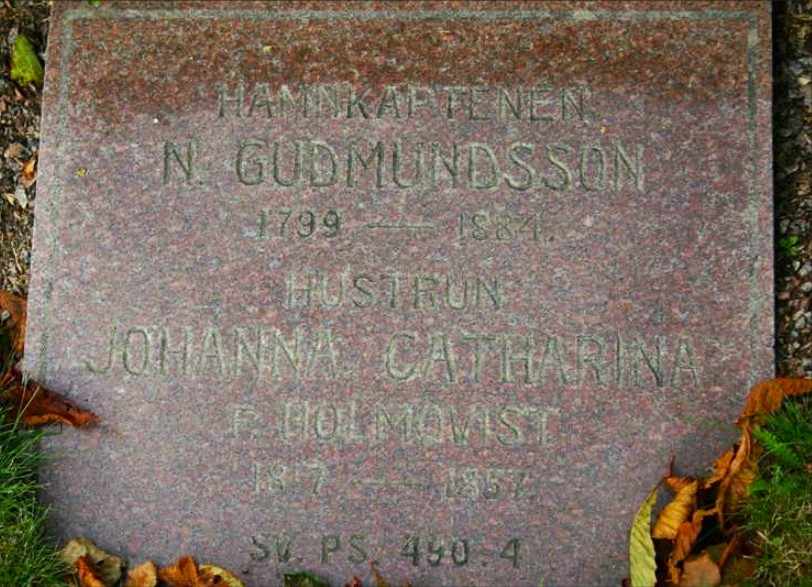 HAMNKAPTENEN
N. GUDMUNDSSON
1799 — 1884.
HUSTRUN
JOHANNA CATHARINA
F. HOLMQVIST
1817 — 1857.
SV. PS. 490. 4